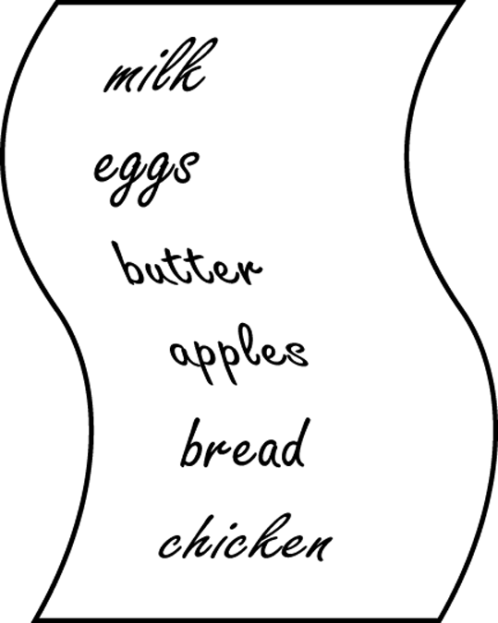 milk
eggs
butter
apples
bread
chicken